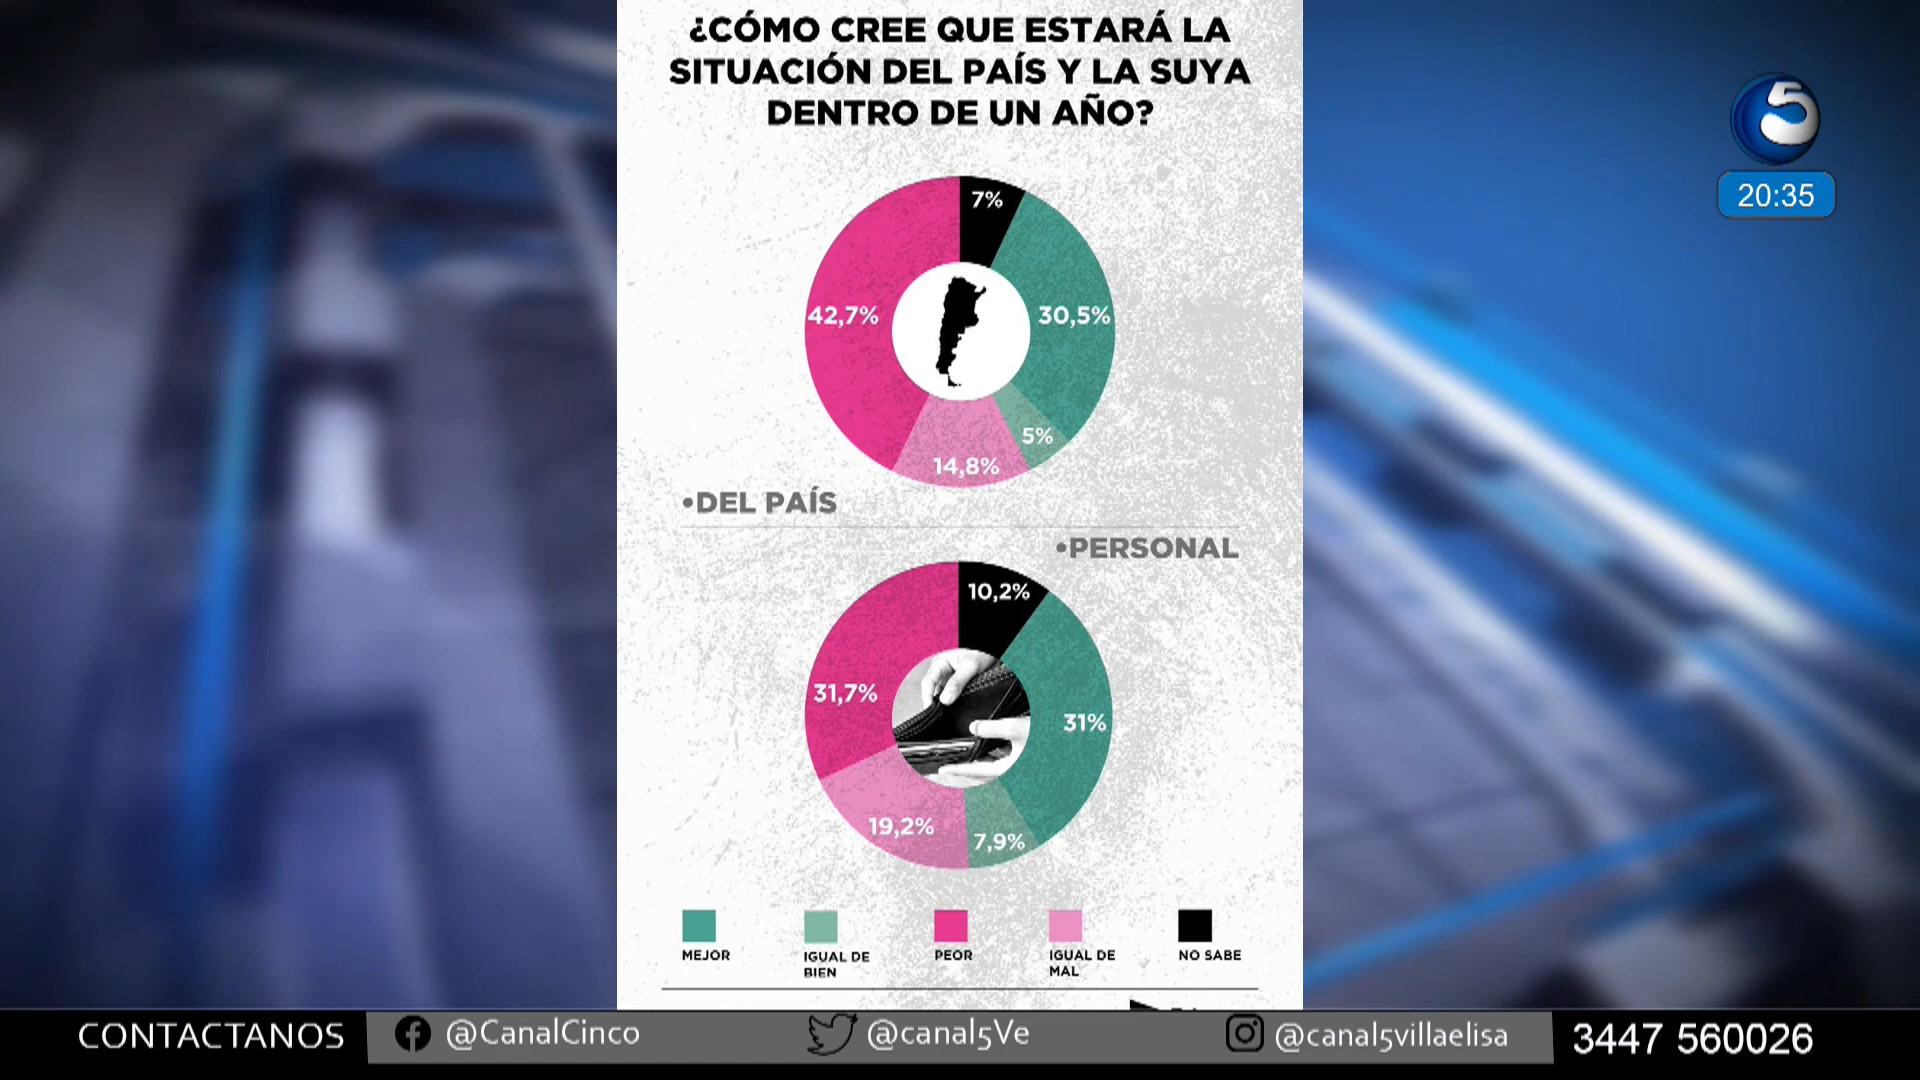 ¿CÓMO CREE QUE ESTARÁ LA
SITUACIÓN DEL PAÍS Y LA SUYA
DENTRO DE UN AÑO?
5
20:35
7%
42,7%
30,5%
5%
14,8%
•DEL PAÍS
•PERSONAL
10,2%
31,7%
31%
19,2%
7,9%
MEJOR
IGUAL DE
BIEN
PEOR
IGUAL DE
MAL
NO SABE
CONTACTANOS
@CanalCinco
@canal5Ve
@canal5villaelisa
3447 560026